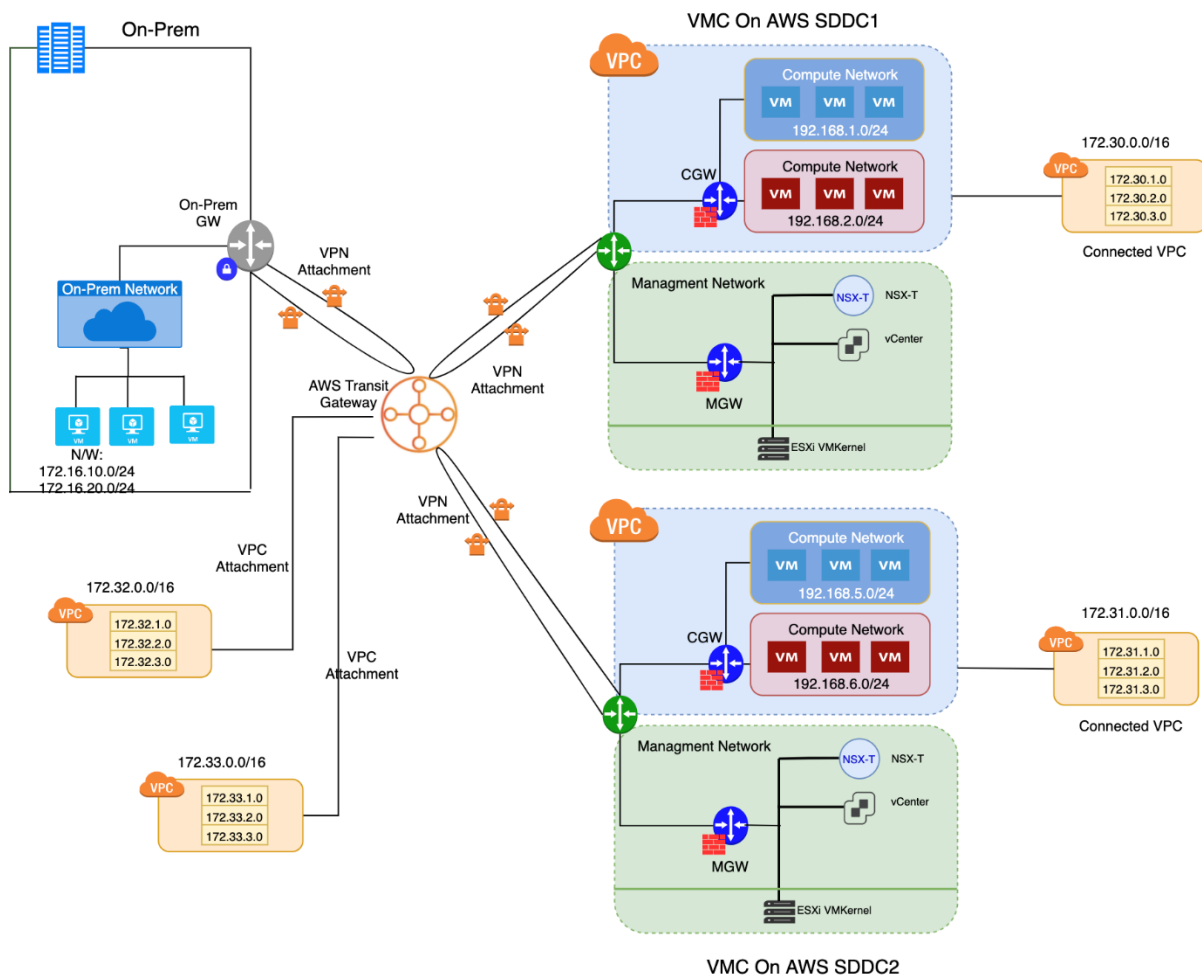 On-Prem
On-Prem
GW
VPN
Attachment
On-Prem Network
VM
VM
VM
N/W:
172.16.10.0/24
172.16.20.0/24
AWS Transit
Gateway
VPN
Attachment
VPN
Attachment
VPC
Attachment
172.32.0.0/16
VPC
172.32.1.0
172.32.2.0
172.32.3.0
VPC
Attachment
172.33.0.0/16
VPC
172.33.1.0
172.33.2.0
172.33.3.0
VMC On AWS SDDC1
VPC
Compute Network
VM
VM
VM
192.168.1.0/24
CGW
Compute Network
VM
VM
VM
192.168.2.0/24
Managment Network
NSX-T
NSX-T
vCenter
MGW
ESXi VMKernel
172.30.0.0/16
VPC
172.30.1.0
172.30.2.0
172.30.3.0
Connected VPC
VPC
Compute Network
VM
VM
VM
192.168.5.0/24
CGW
Compute Network
VM
VM
VM
192.168.6.0/24
Managment Network
NSX-T
NSX-T
vCenter
MGW
ESXi VMKernel
172.31.0.0/16
VPC
172.31.1.0
172.31.2.0
172.31.3.0
Connected VPC
VMC On AWS SDDC2